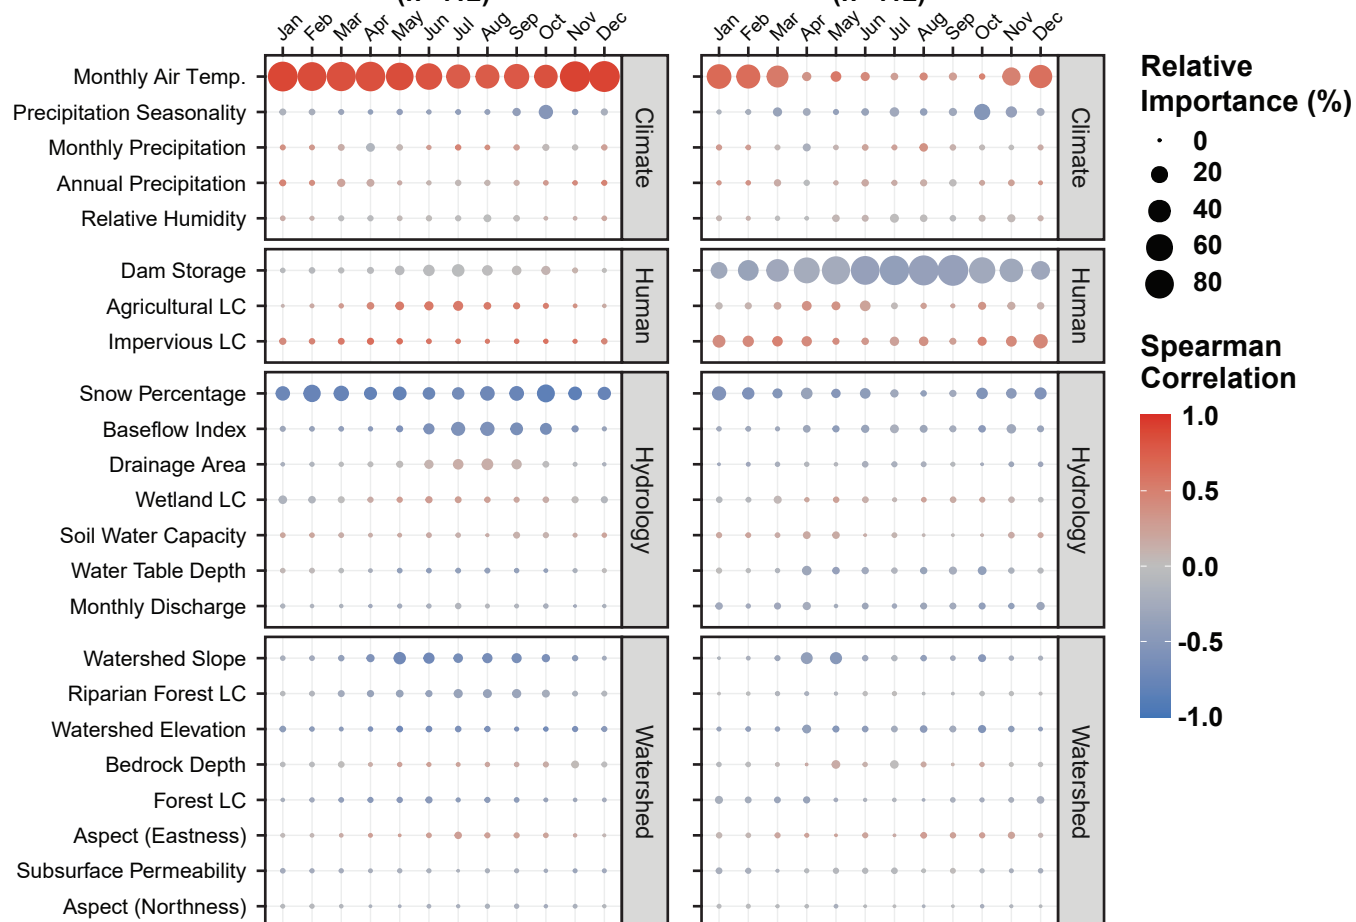 Jan Feb Mar Apr May Jun Jul Aug Sep Oct Nov Dec
Jan Feb Mar Apr May Jun Jul Aug Sep Oct Nov Dec
Monthly Air Temp.
Precipitation Seasonality
Monthly Precipitation
Annual Precipitation
Relative Humidity
Climate
Climate
Dam Storage
Agricultural LC
Impervious LC
Human
Human
Snow Percentage
Baseflow Index
Drainage Area
Wetland LC
Soil Water Capacity
Water Table Depth
Monthly Discharge
Hydrology
Hydrology
Watershed Slope
Riparian Forest LC
Watershed Elevation
Bedrock Depth
Forest LC
Aspect (Eastness)
Subsurface Permeability
Aspect (Northness)
Watershed
Watershed
Relative
Importance (%)
0
20
40
60
80
Spearman
Correlation
1.0
0.5
0.0
-0.5
-1.0